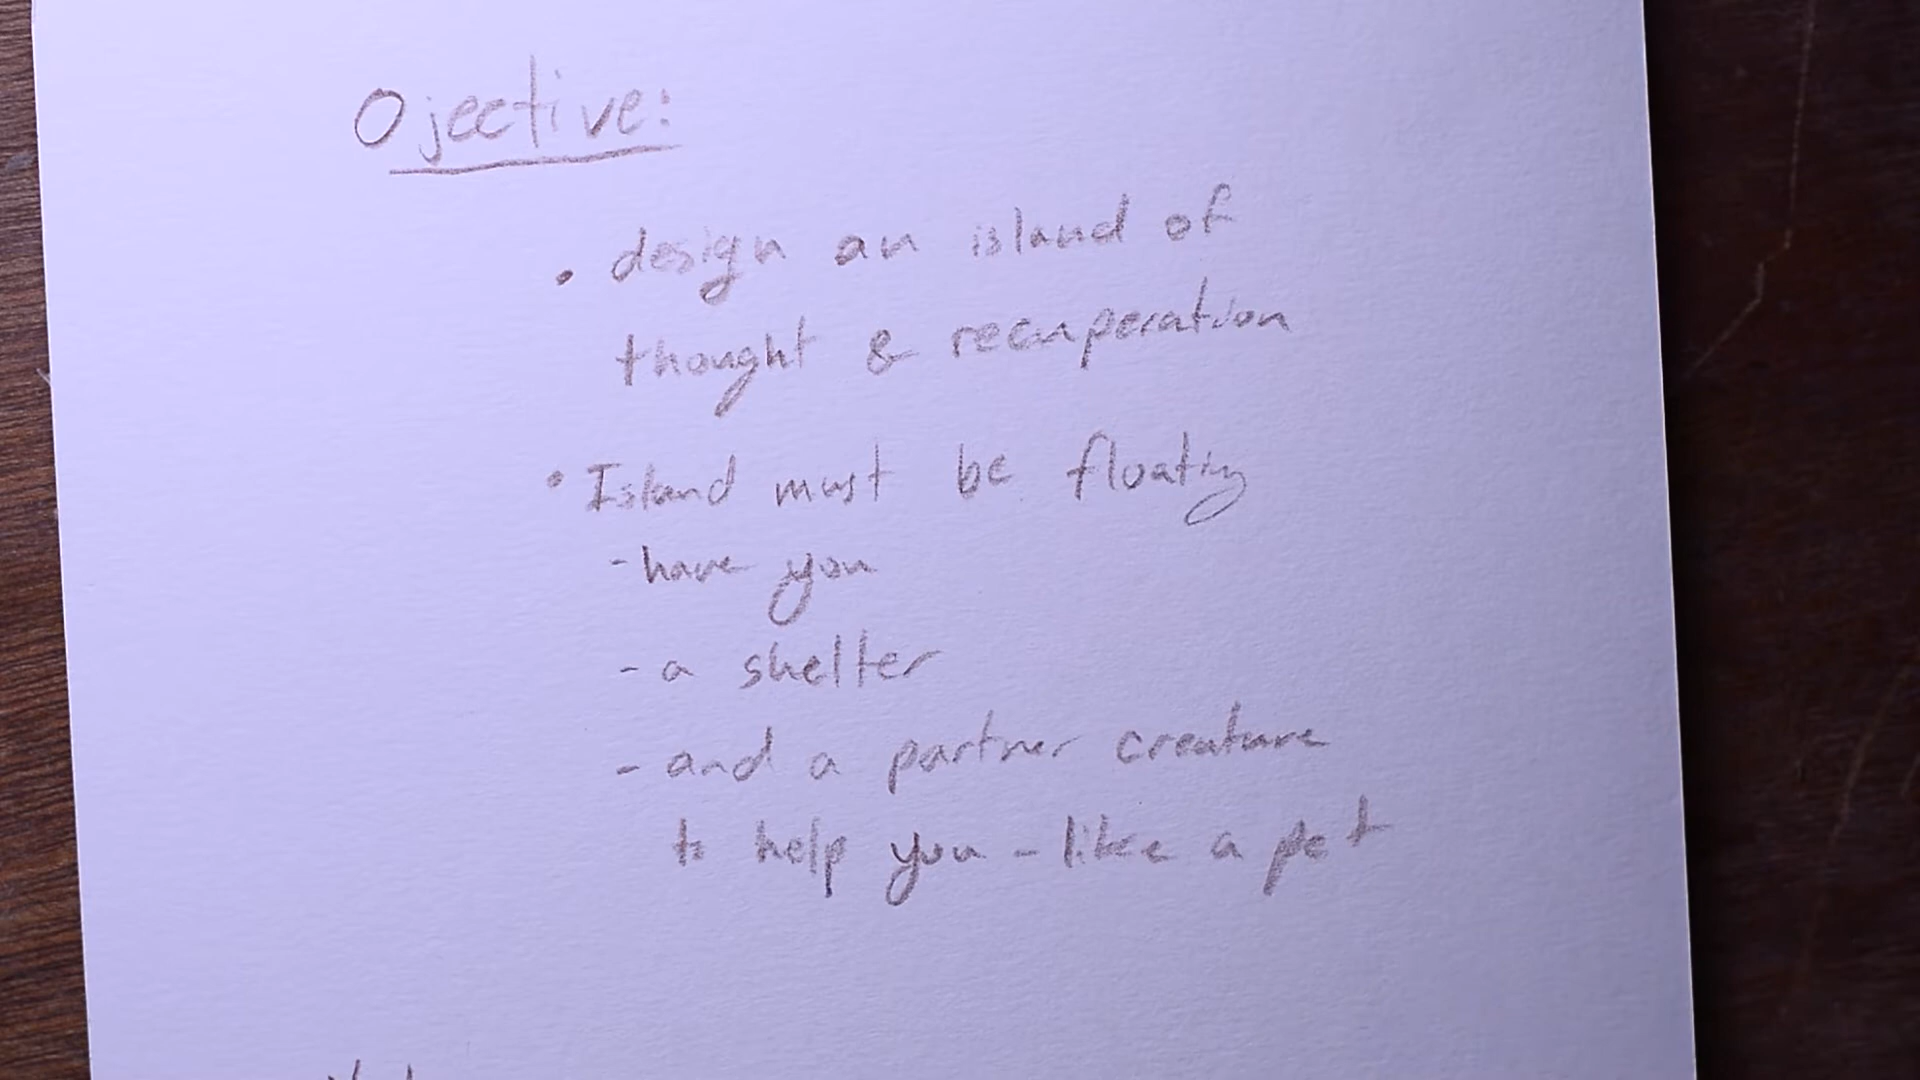 Ojective:
• design an island of
thought & recuperation
• Island must be floating
- have you
- a shelter
- and a partner creature
to help you - like a pet